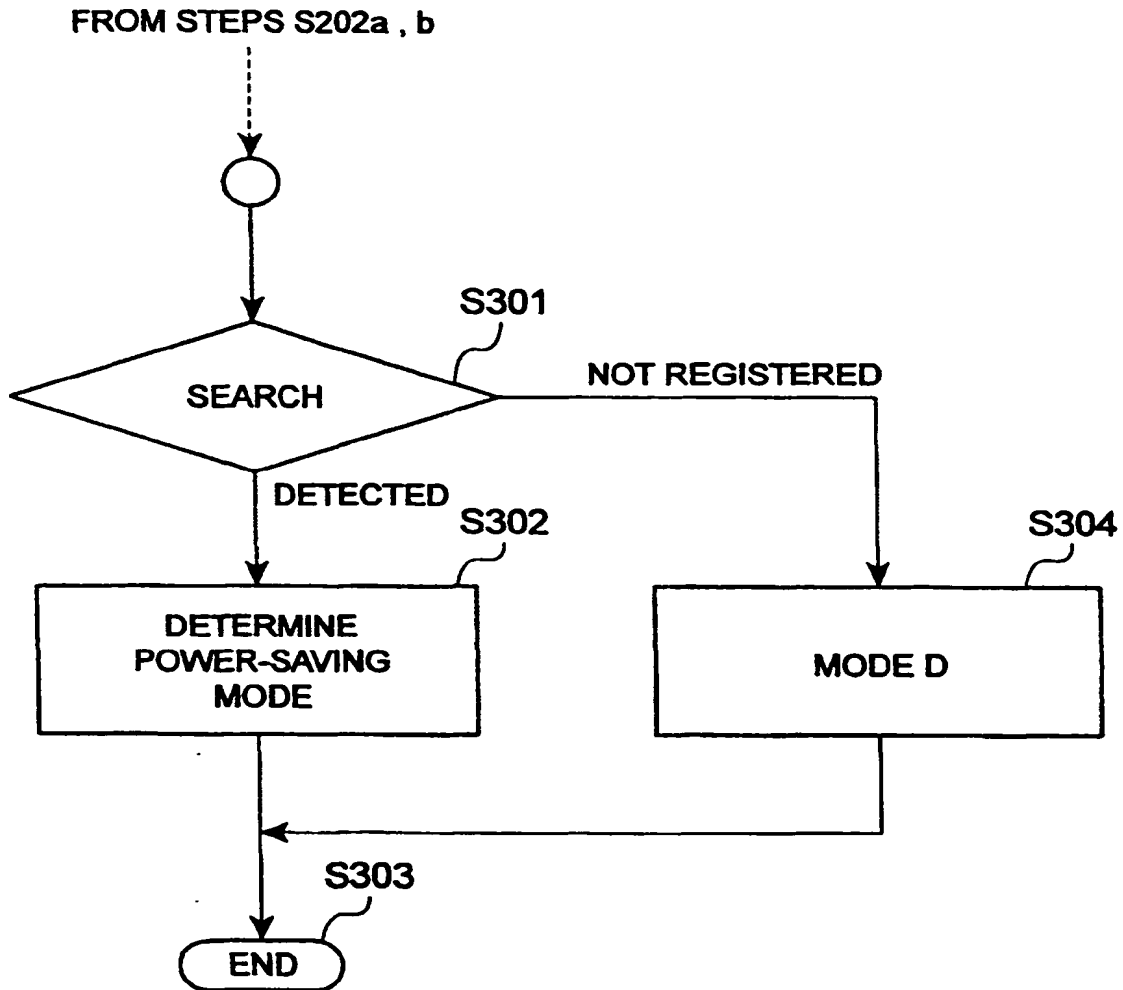 FROM STEPS S202a , b
S301
SEARCH
NOT REGISTERED
DETECTED
S302
S304
DETERMINE
POWER-SAVING
MODE
MODE D
S303
END